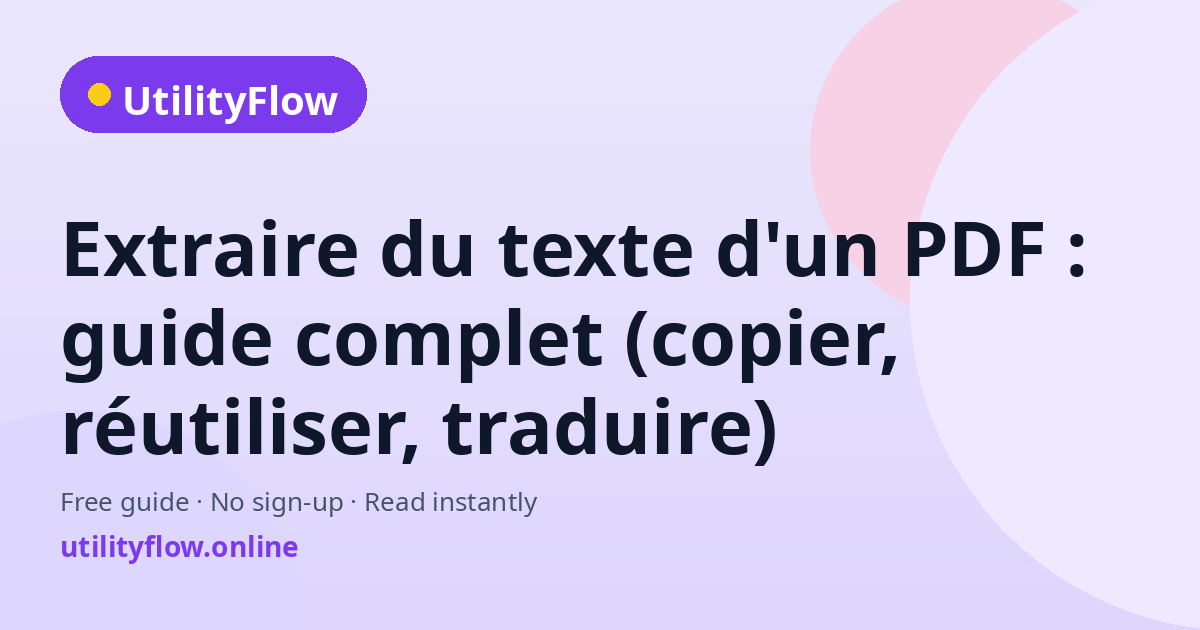 UtilityFlow
Extraire du texte d'un PDF :
guide complet (copier,
réutiliser, traduire)
Free guide · No sign-up · Read instantly
utilityflow.online